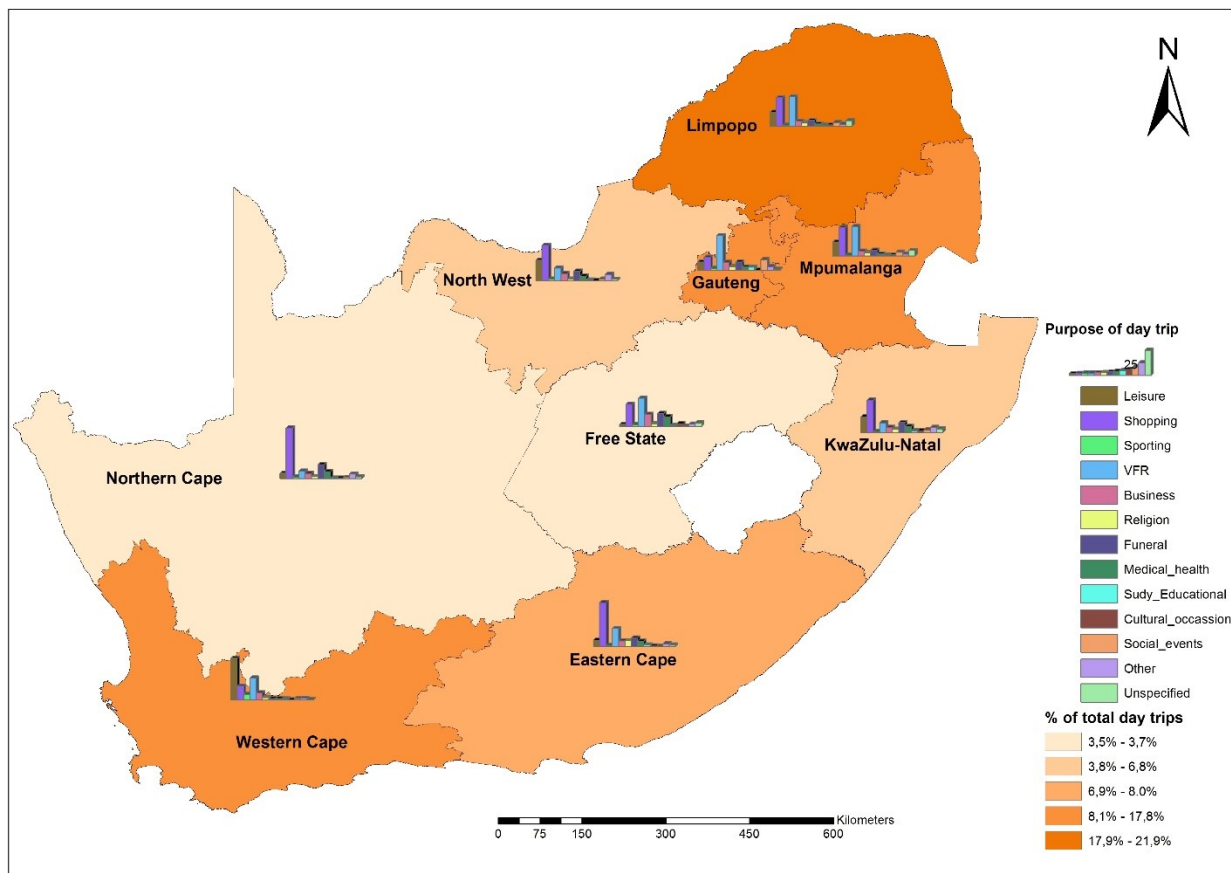 N
Limpopo
North West
Gauteng
Mpumalanga
Purpose of day trip
25
Leisure
Shopping
Sporting
VFR
Business
Religion
Funeral
Medical_health
Sudy_Educational
Cultural_occassion
Social_events
Other
Unspecified
Free State
KwaZulu-Natal
Northern Cape
Eastern Cape
Western Cape
% of total day trips
3,5% - 3,7%
3,8% - 6,8%
6,9% - 8.0%
8,1% - 17,8%
17,9% - 21,9%
Kilometers
0 75 150 300 450 600